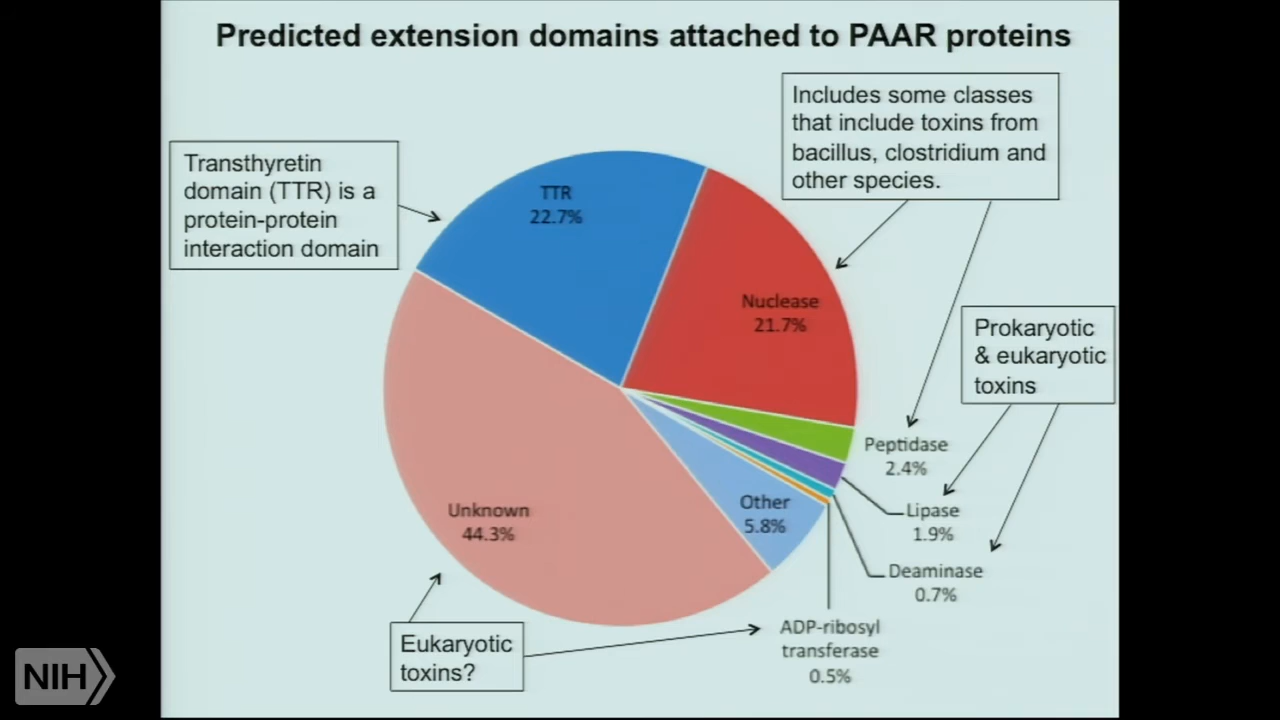 Predicted extension domains attached to PAAR proteins
Includes some classes
that include toxins from
bacillus, clostridium and
other species.
Transthyretin
domain (TTR) is a
protein-protein
interaction domain
TTR
22.7%
Nuclease
21.7%
Prokaryotic
& eukaryotic
toxins
Peptidase
2.4%
Lipase
1.9%
Deaminase
0.7%
Other
5.8%
Unknown
44.3%
ADP-ribosyl
transferase
0.5%
Eukaryotic
toxins?
NIH